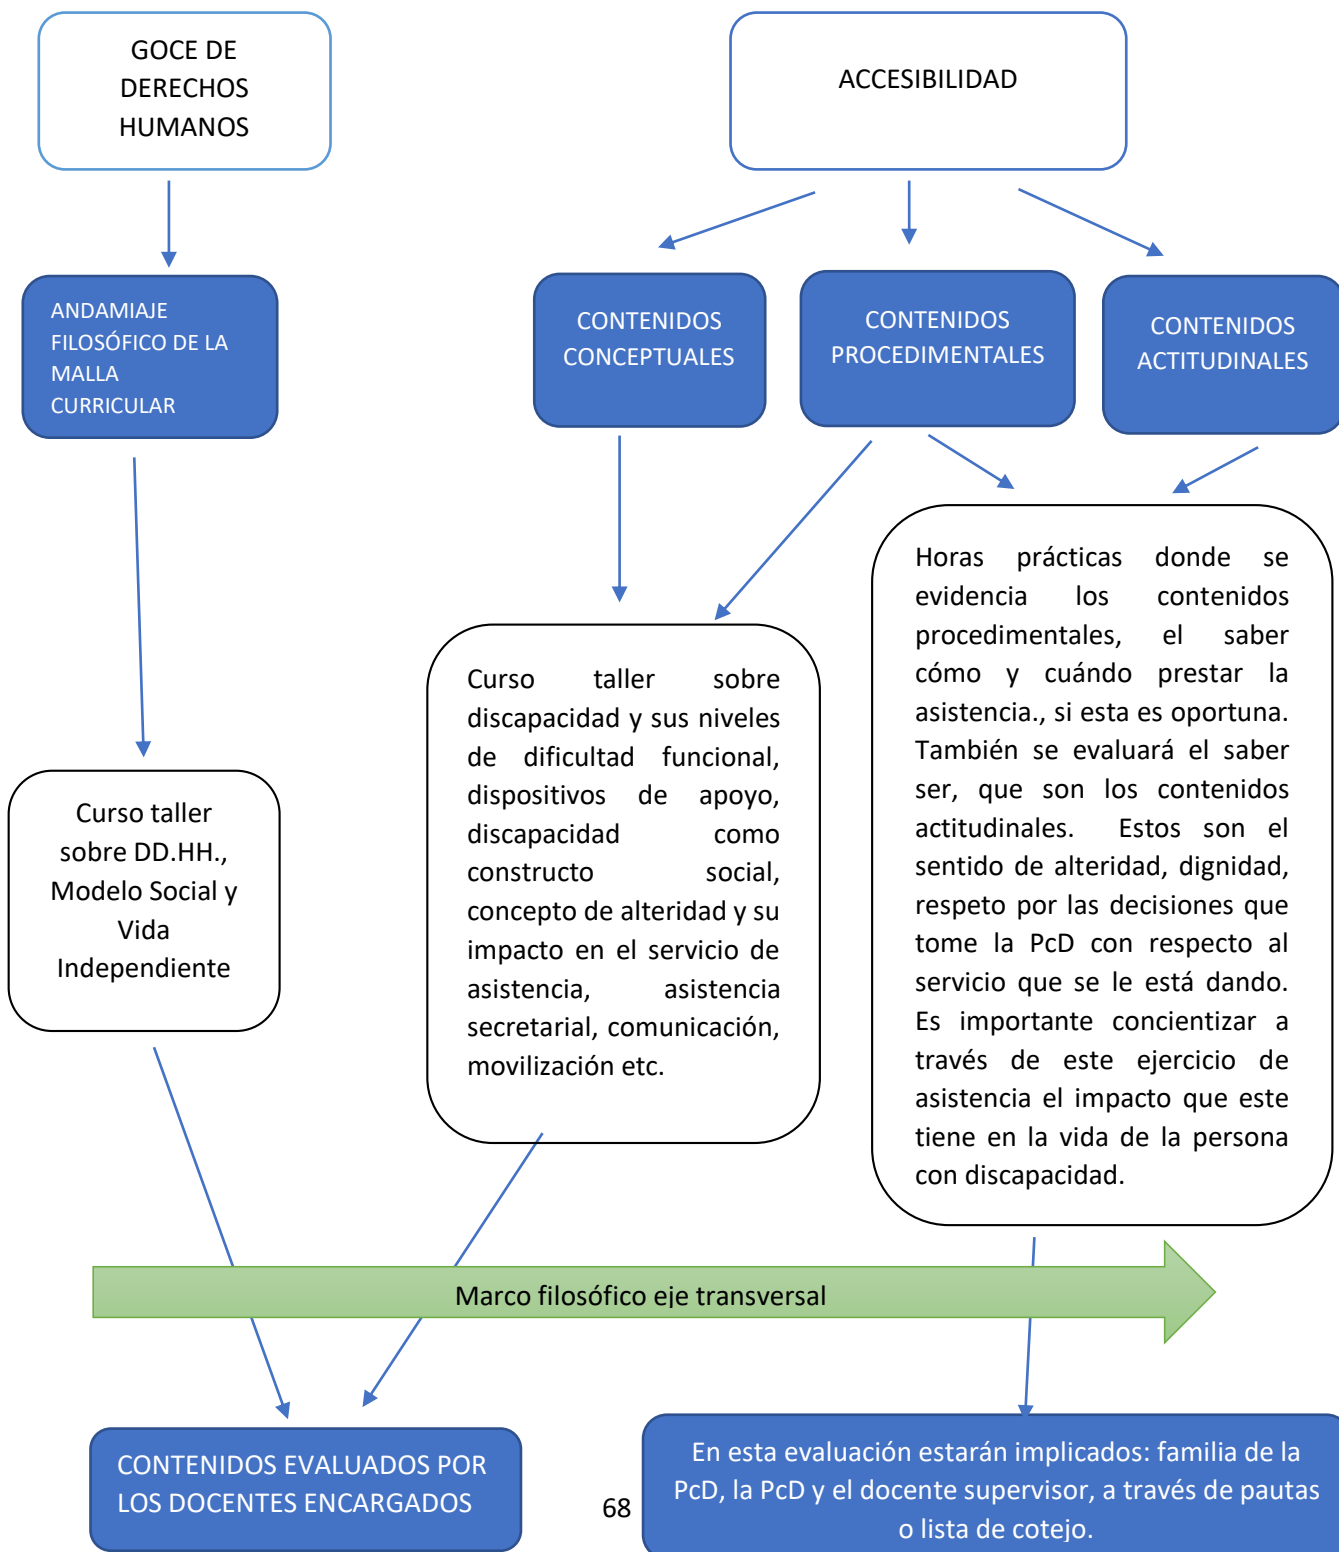 GOCE DE
DERECHOS
HUMANOS
ACCESIBILIDAD
ANDAMIAJE
FILOSÓFICO DE LA
MALLA
CURRICULAR
CONTENIDOS
CONCEPTUALES
CONTENIDOS
PROCEDIMENTALES
CONTENIDOS
ACTITUDINALES
Curso taller
sobre DD.HH.,
Modelo Social y
Vida
Independiente
Curso taller sobre
discapacidad y sus niveles
de dificultad funcional,
dispositivos de apoyo,
discapacidad como
constructo social,
concepto de alteridad y su
impacto en el servicio de
asistencia, asistencia
secretarial, comunicación,
movilización etc.
Horas prácticas donde se
evidencia los contenidos
procedimentales, el saber
cómo y cuándo prestar la
asistencia., si esta es oportuna.
También se evaluará el saber
ser, que son los contenidos
actitudinales. Estos son el
sentido de alteridad, dignidad,
respeto por las decisiones que
tome la PcD con respecto al
servicio que se le está dando.
Es importante concientizar a
través de este ejercicio de
asistencia el impacto que este
tiene en la vida de la persona
con discapacidad.
Marco filosófico eje transversal
CONTENIDOS EVALUADOS POR
LOS DOCENTES ENCARGADOS
68
En esta evaluación estarán implicados: familia de la
PcD, la PcD y el docente supervisor, a través de pautas
o lista de cotejo.